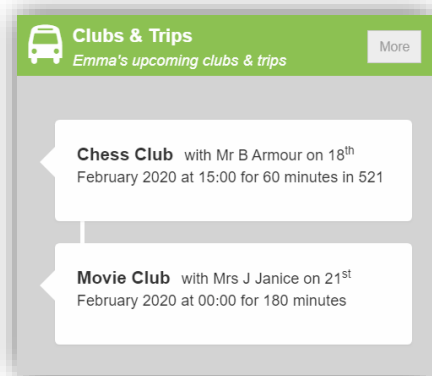 Clubs & Trips
Emma's upcoming clubs & trips
More
Chess Club with Mr B Armour on 18th
February 2020 at 15:00 for 60 minutes in 521
Movie Club with Mrs J Janice on 21st
February 2020 at 00:00 for 180 minutes